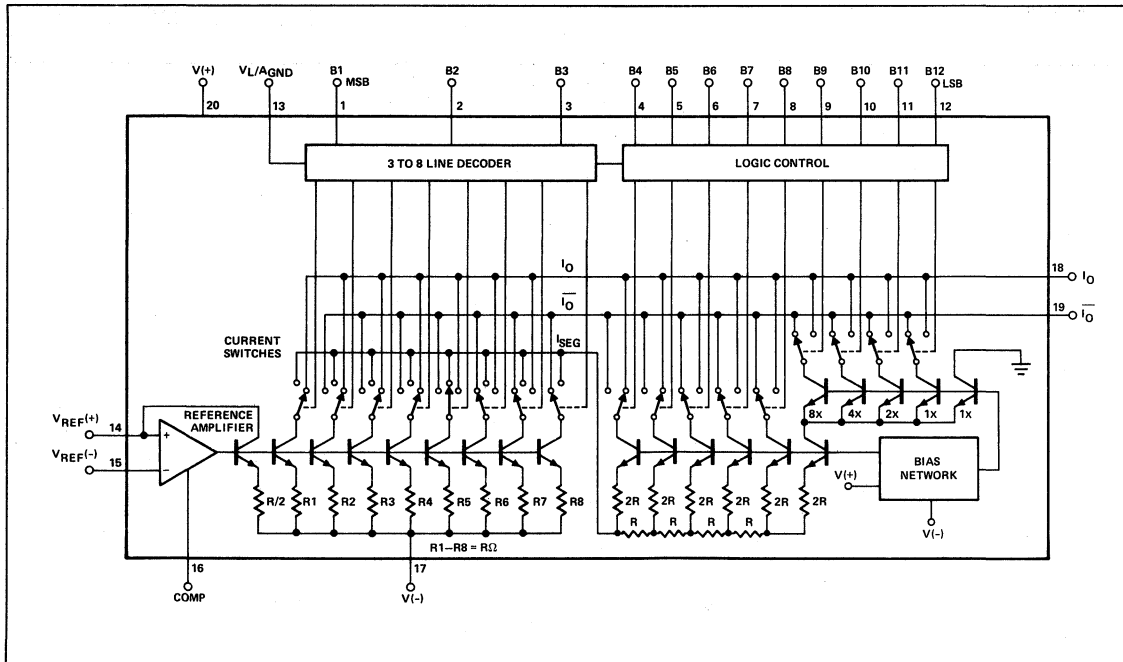 V(+)
VL/AGND
B1
MSB
B2
B3
B4
B5
B6
B7
B8
B9
B10
B11
B12
LSB
20
13
1
2
3
4
5
6
7
8
9
10
11
12
3 TO 8 LINE DECODER
LOGIC CONTROL
IO
18
IO
IO
19
IO
CURRENT
SWITCHES
ISEG
VREF(+)
14
REFERENCE
AMPLIFIER
+
8x
4x
2x
1x
1x
VREF(-)
15
−
BIAS
NETWORK
V(+)
R/2
R1
R2
R3
R4
R5
R6
R7
R8
2R
2R
2R
2R
2R
2R
R
R
R
R
V(-)
R1–R8 = RΩ
16
COMP
17
V(-)